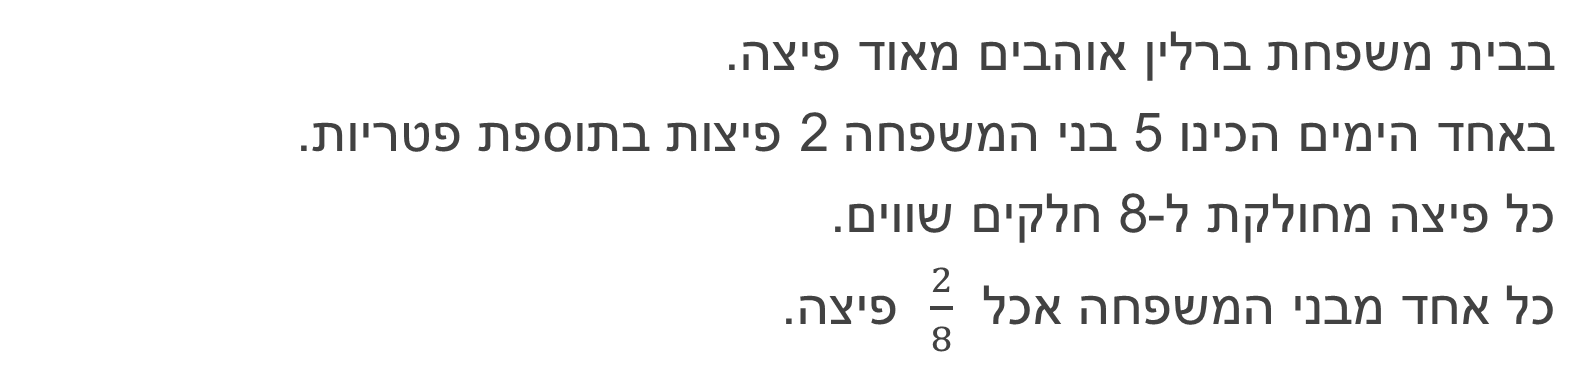 בבית משפחת ברלין אוהבים מאוד פיצה.
באחד הימים הכינו 5 בני המשפחה 2 פיצות בתוספת פטריות.
כל פיצה מחולקת ל-8 חלקים שווים.
כל אחד מבני המשפחה אכל 2/8 פיצה.